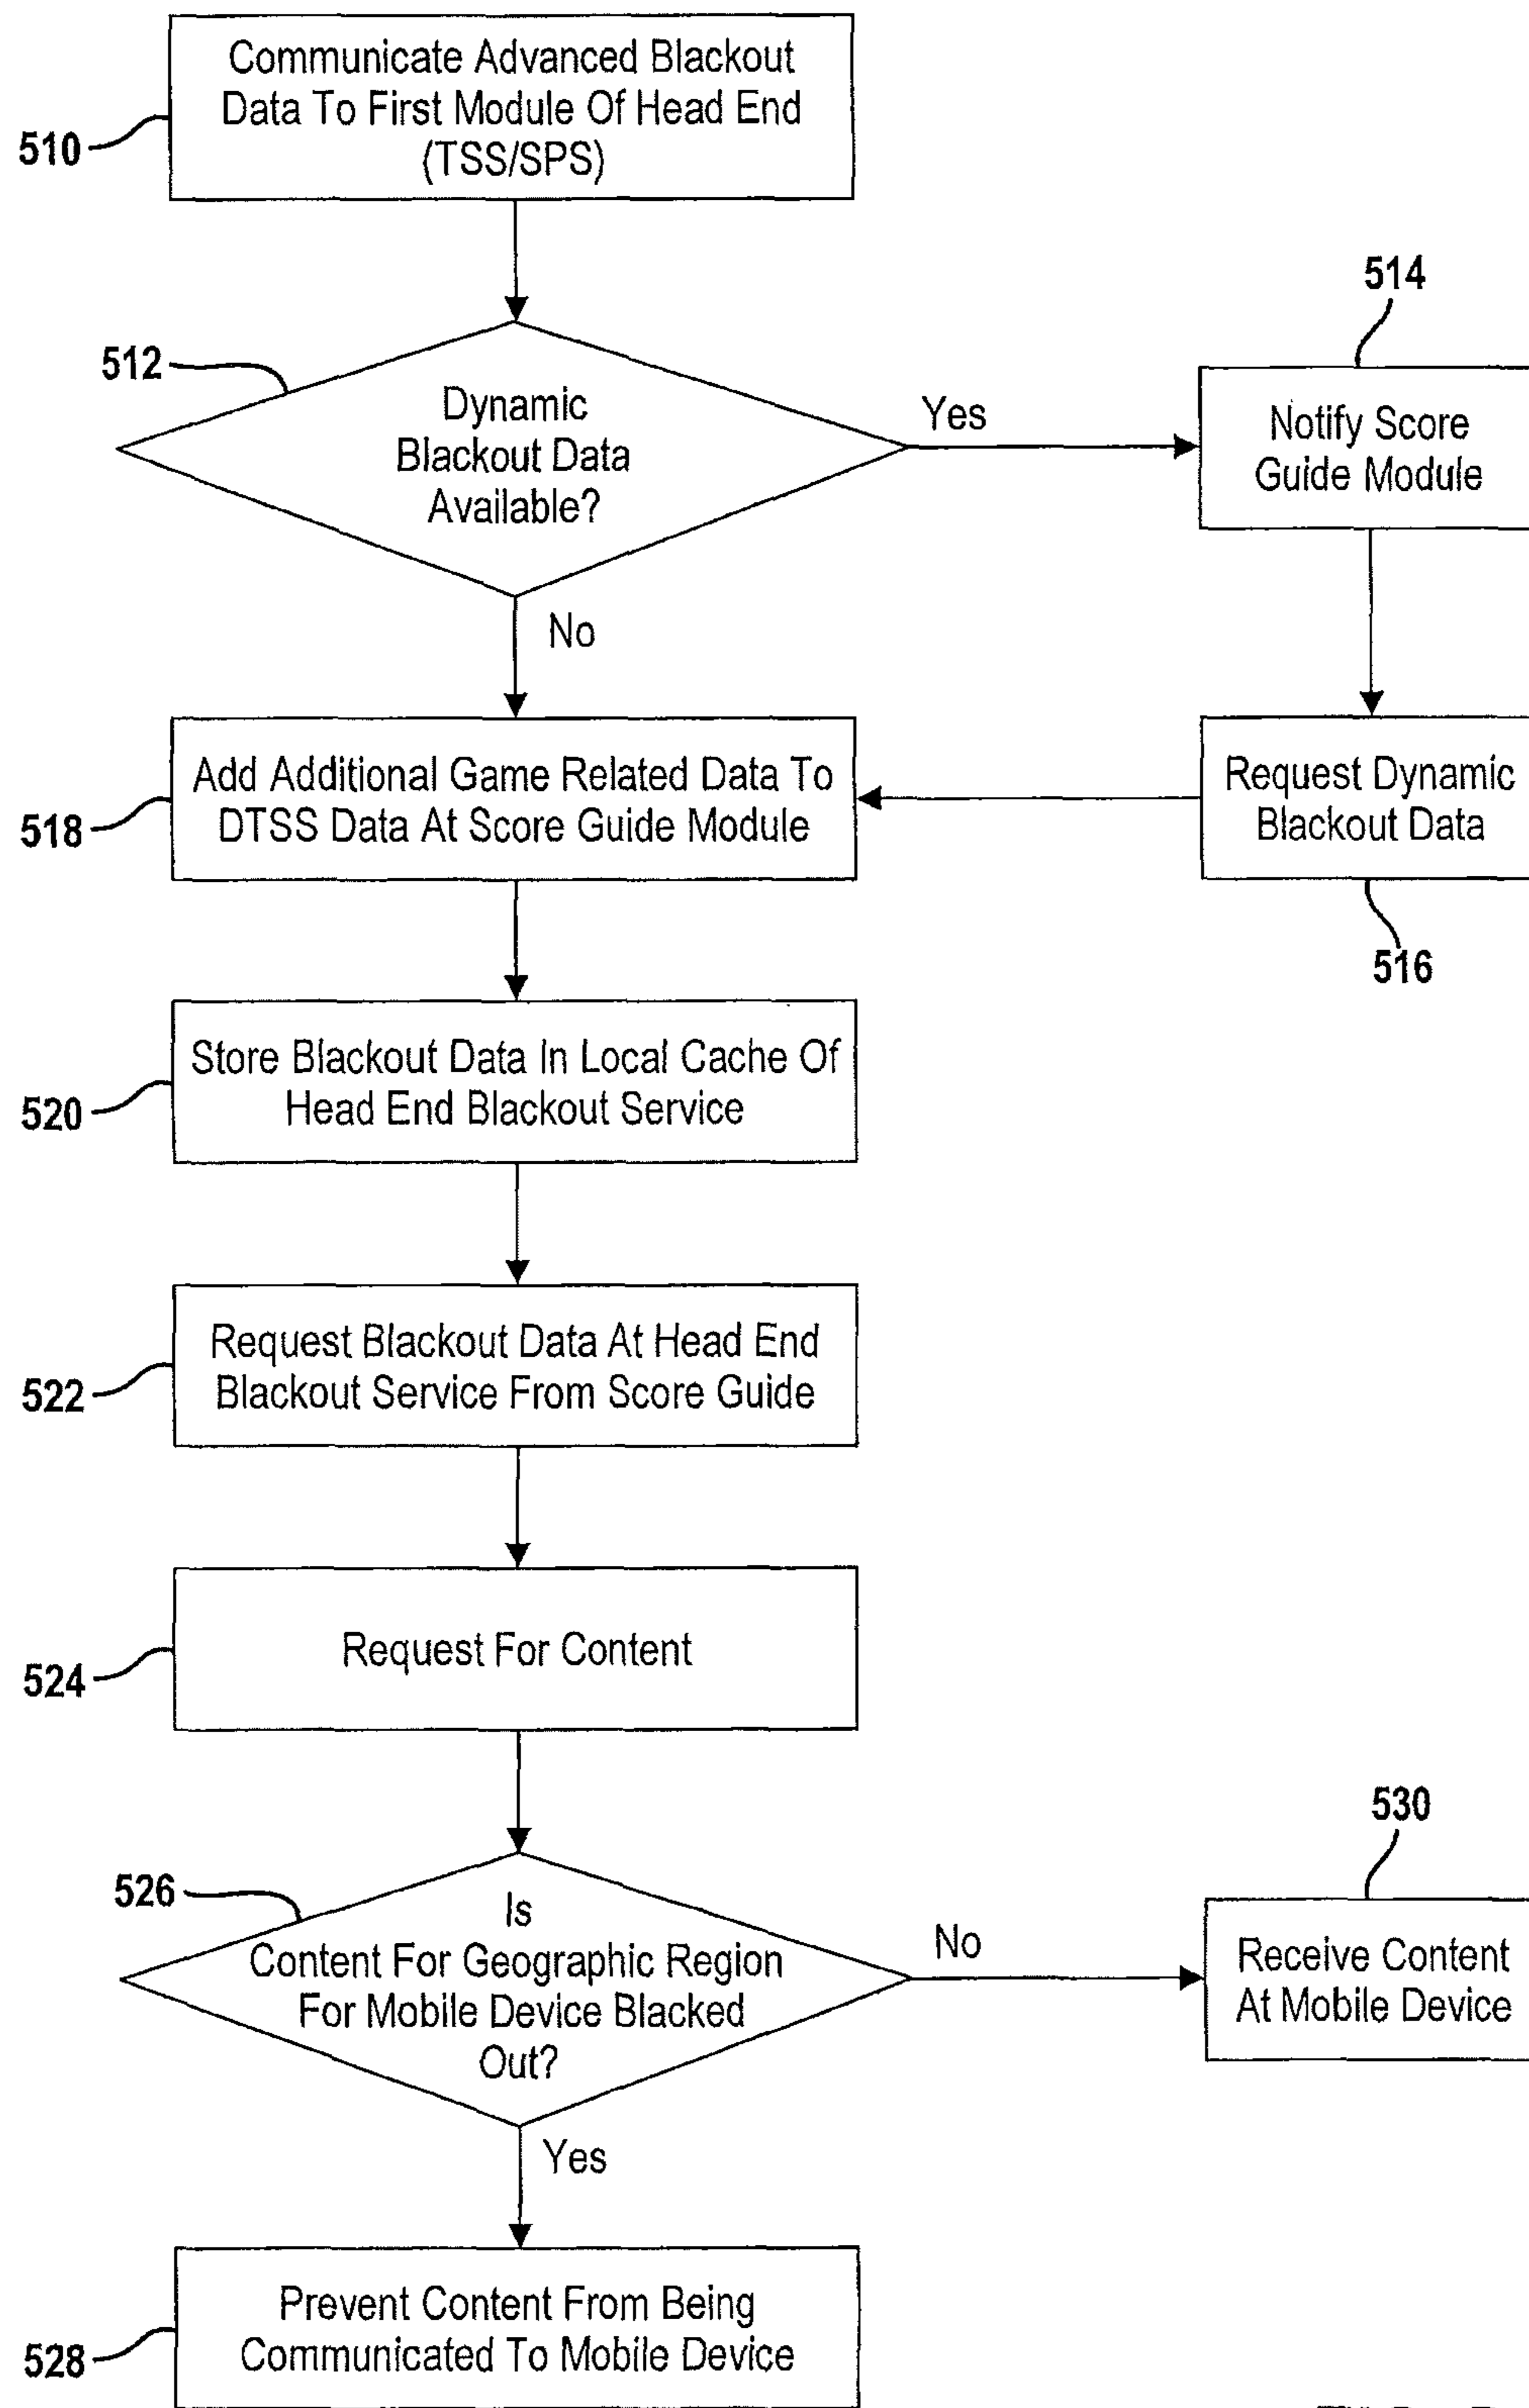 Communicate Advanced Blackout
Data To First Module Of Head End
(TSS/SPS)
510
512
Dynamic
Blackout Data
Available?
Yes
No
514
Notify Score
Guide Module
Request Dynamic
Blackout Data
516
Add Additional Game Related Data To
DTSS Data At Score Guide Module
518
Store Blackout Data In Local Cache Of
Head End Blackout Service
520
Request Blackout Data At Head End
Blackout Service From Score Guide
522
Request For Content
524
526
Is
Content For Geographic Region
For Mobile Device Blacked
Out?
No
530
Receive Content
At Mobile Device
Yes
Prevent Content From Being
Communicated To Mobile Device
528